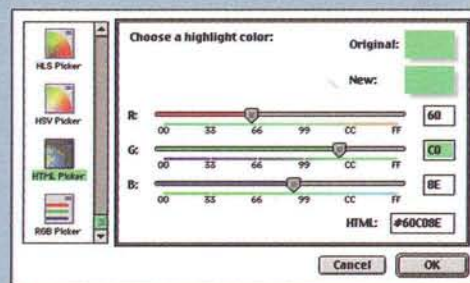 Choose a highlight color:
Original:
New:
HLS Picker
HSV Picker
HTML Picker
RGB Picker
R:
00 33 66 99 CC FF
60
G:
00 33 66 99 CC FF
C0
B:
00 33 66 99 CC FF
8E
HTML: #60C08E
Cancel
OK